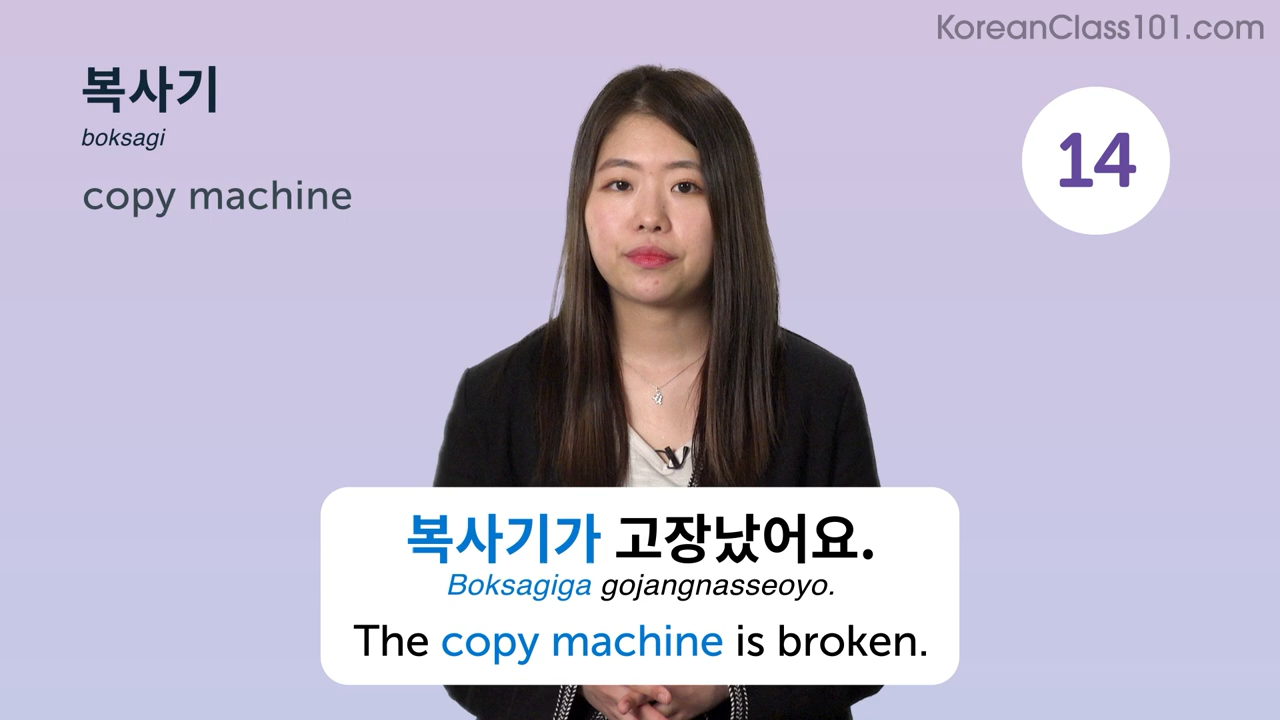 KoreanClass101.com
복사기
boksagi
copy machine
14
복사기가 고장났어요.
Boksagiga gojangnasseoyo.
The copy machine is broken.